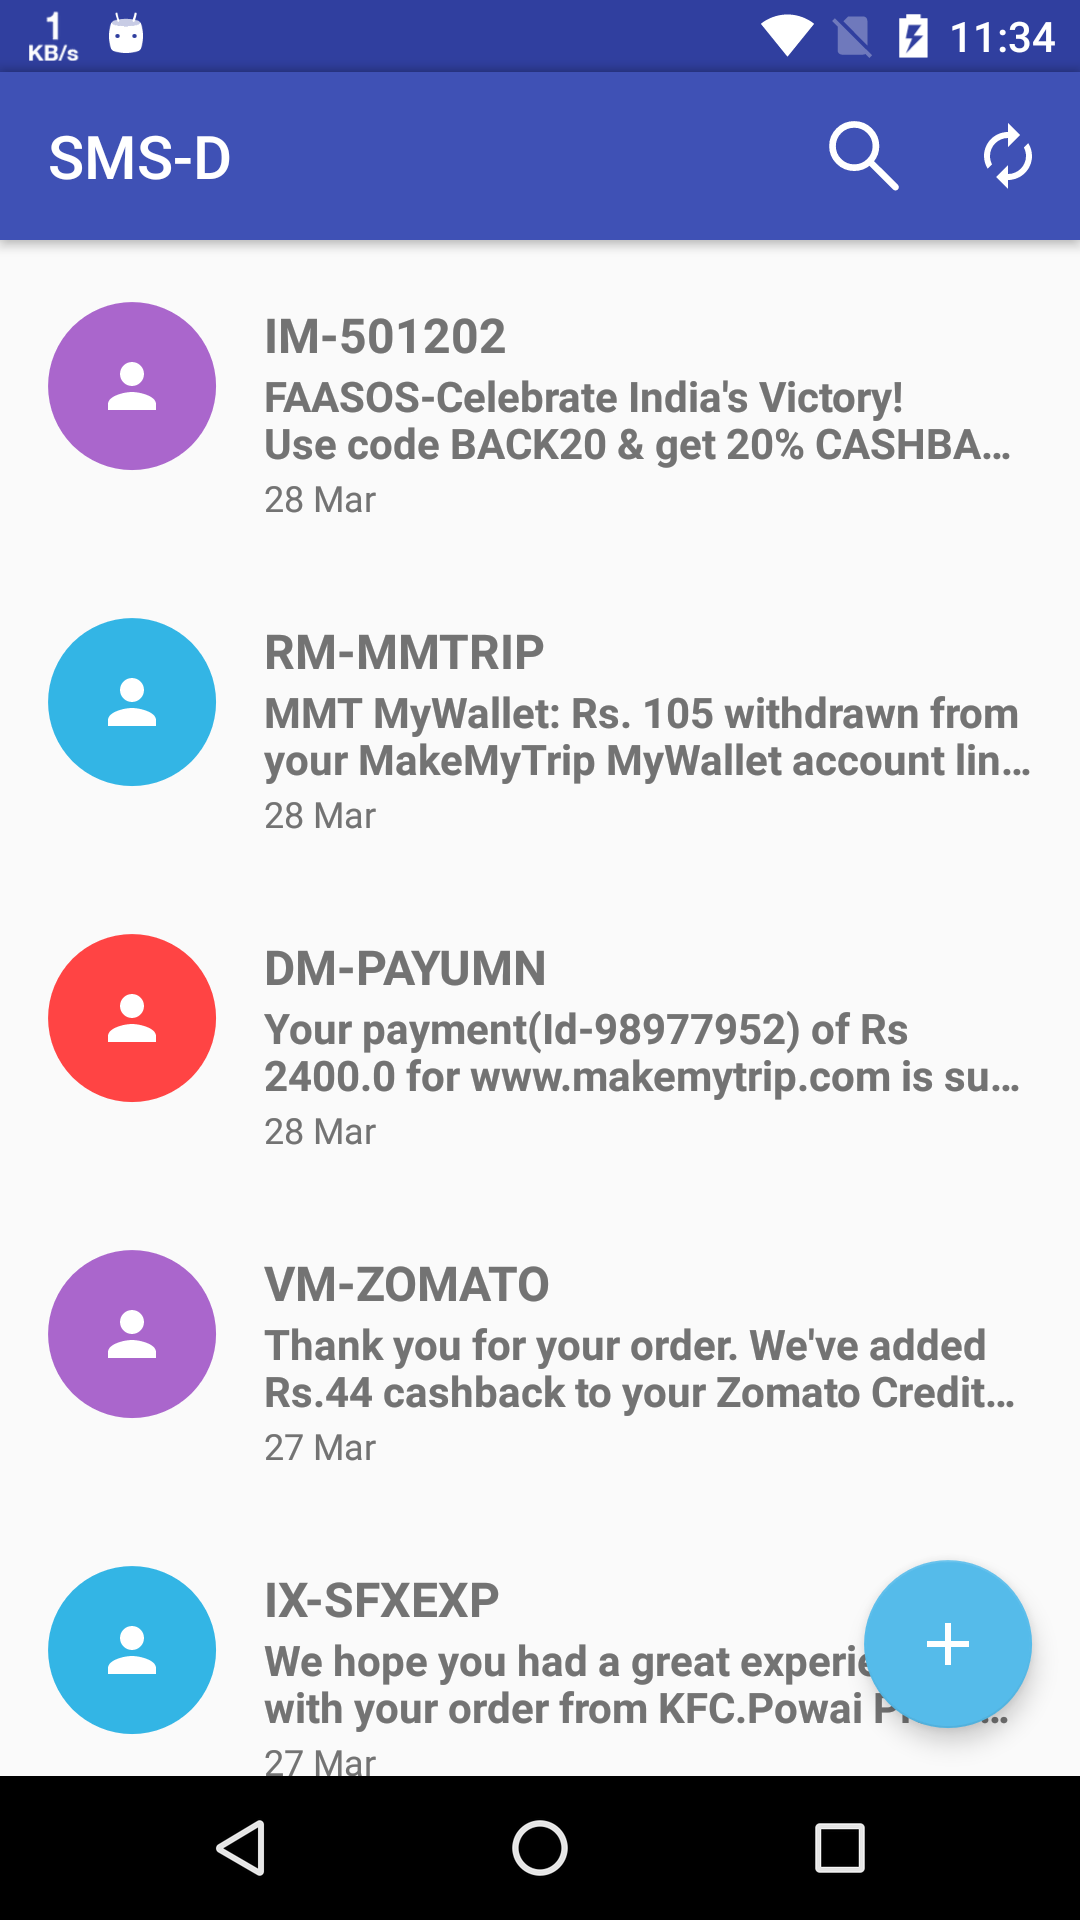 1
KB/s
11:34
SMS-D
IM-501202
FAASOS-Celebrate India's Victory!
Use code BACK20 & get 20% CASHBA...
28 Mar
RM-MMTRIP
MMT MyWallet: Rs. 105 withdrawn from
your MakeMyTrip MyWallet account lin...
28 Mar
DM-PAYUMN
Your payment(Id-98977952) of Rs
2400.0 for www.makemytrip.com is su...
28 Mar
VM-ZOMATO
Thank you for your order. We've added
Rs.44 cashback to your Zomato Credit...
27 Mar
IX-SFXEXP
We hope you had a great
with your order from KFC.Powai
27 Mar